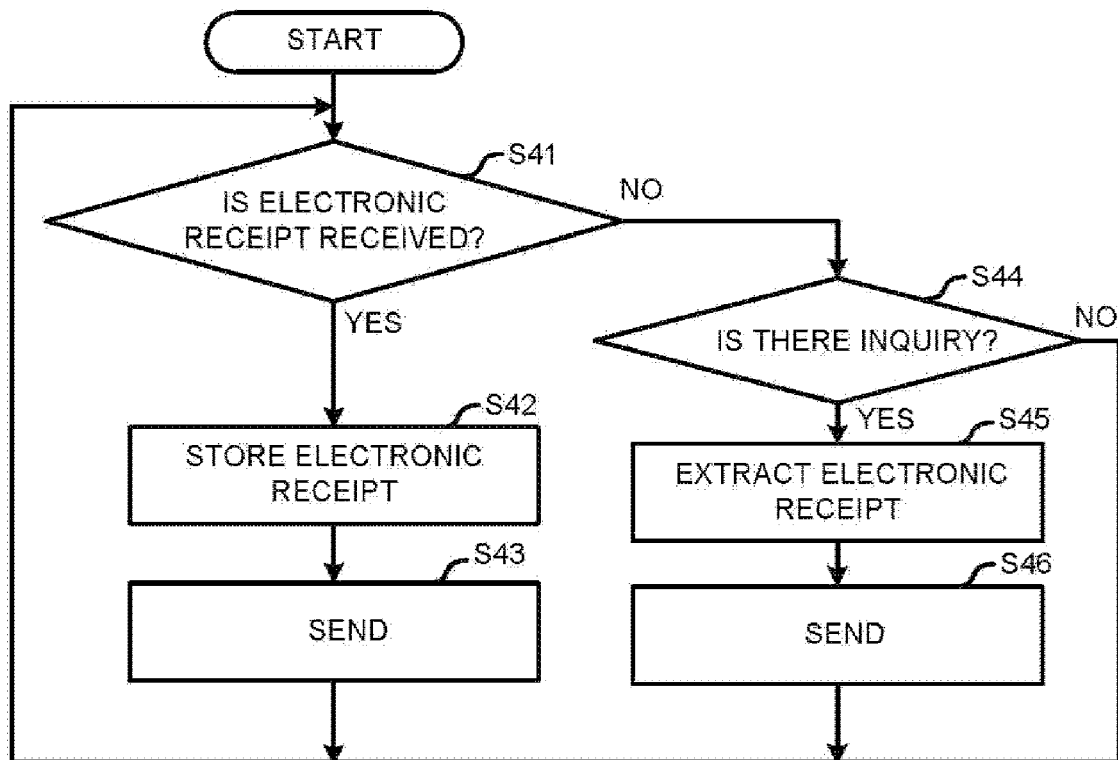 START
S41
IS ELECTRONIC
RECEIPT RECEIVED?
NO
YES
S44
IS THERE INQUIRY?
NO
YES
S42
STORE ELECTRONIC
RECEIPT
S45
EXTRACT ELECTRONIC
RECEIPT
S43
SEND
S46
SEND